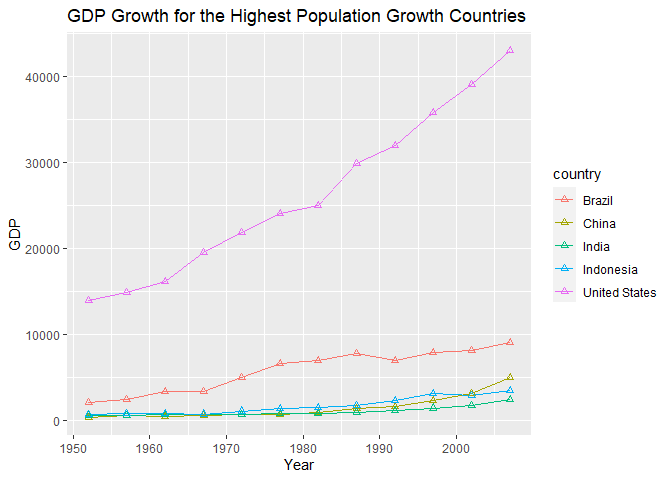 GDP Growth for the Highest Population Growth Countries
GDP
40000
30000
20000
10000
0
1950 1960 1970 1980 1990 2000
Year
country
Brazil
China
India
Indonesia
United States